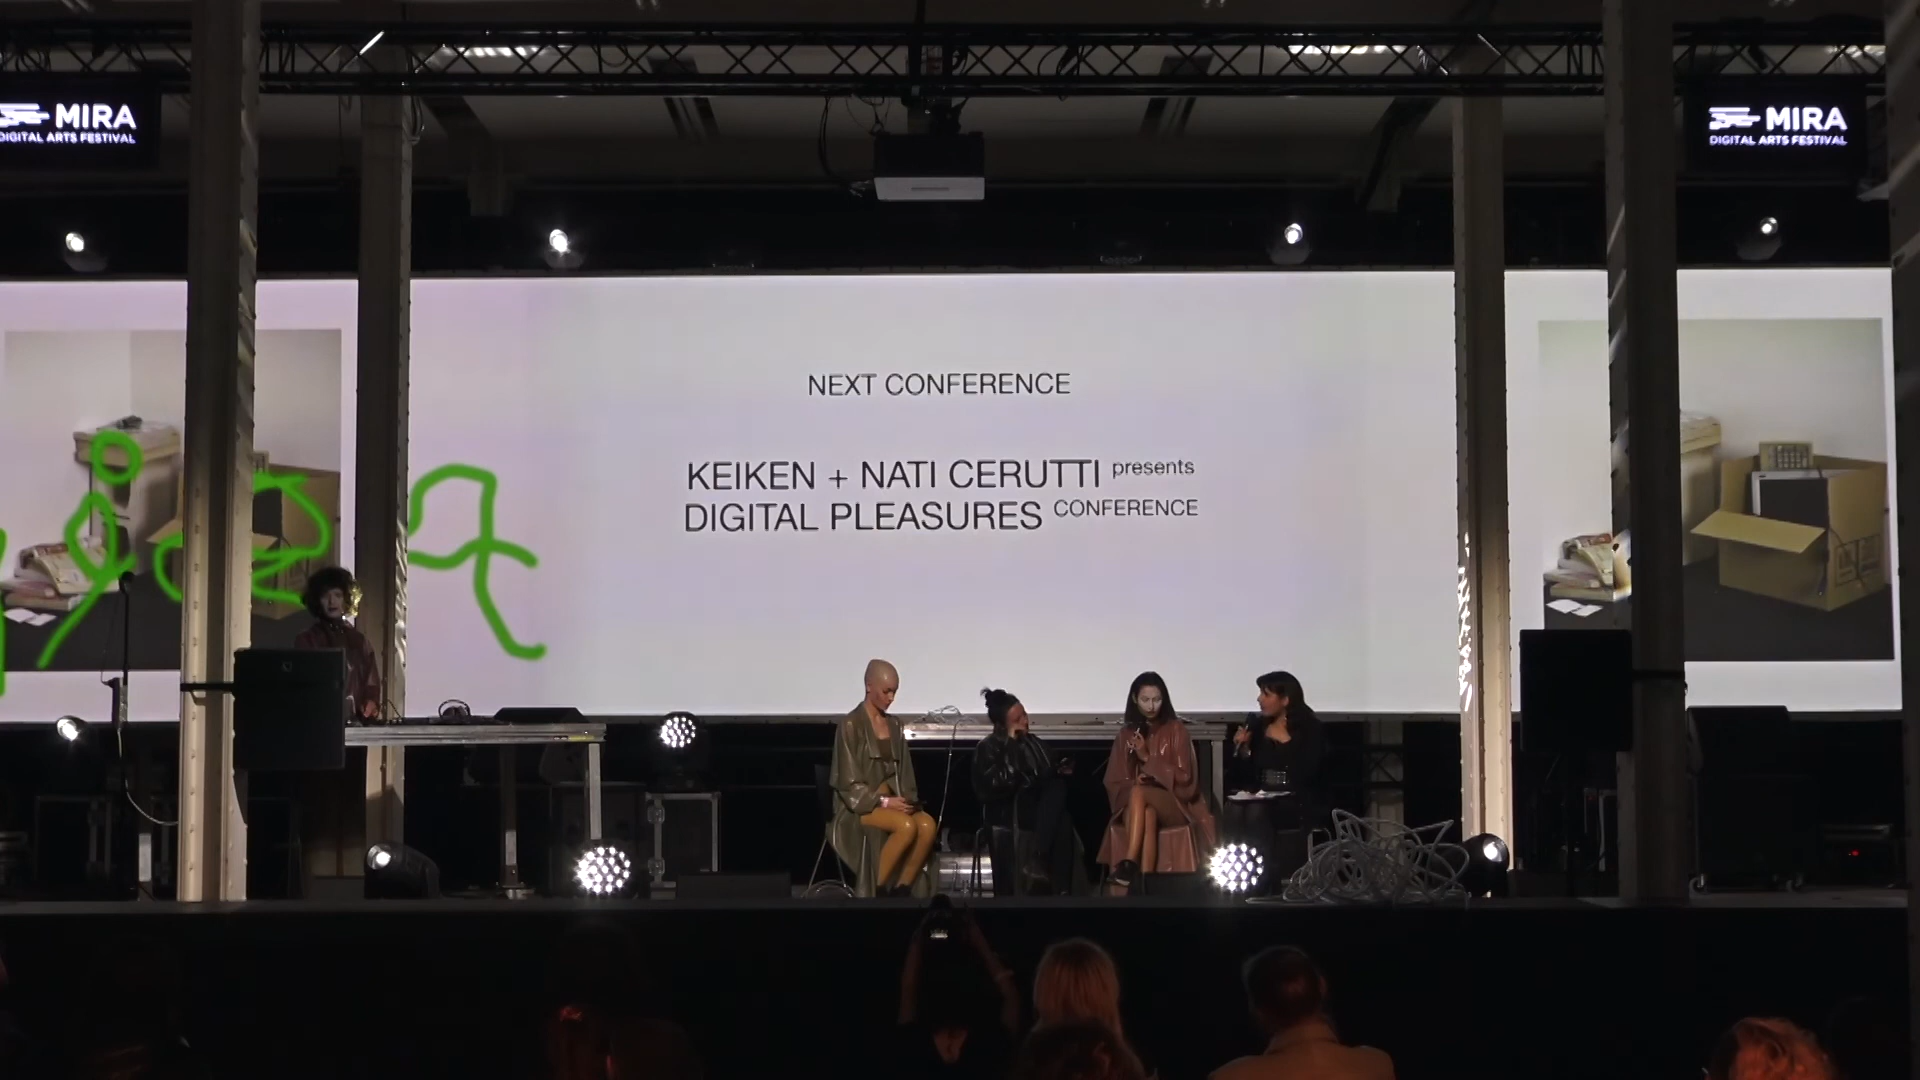 MIRA
DIGITAL ARTS FESTIVAL
MIRA
DIGITAL ARTS FESTIVAL
NEXT CONFERENCE
KEIKEN + NATI CERUTTI presents
DIGITAL PLEASURES CONFERENCE